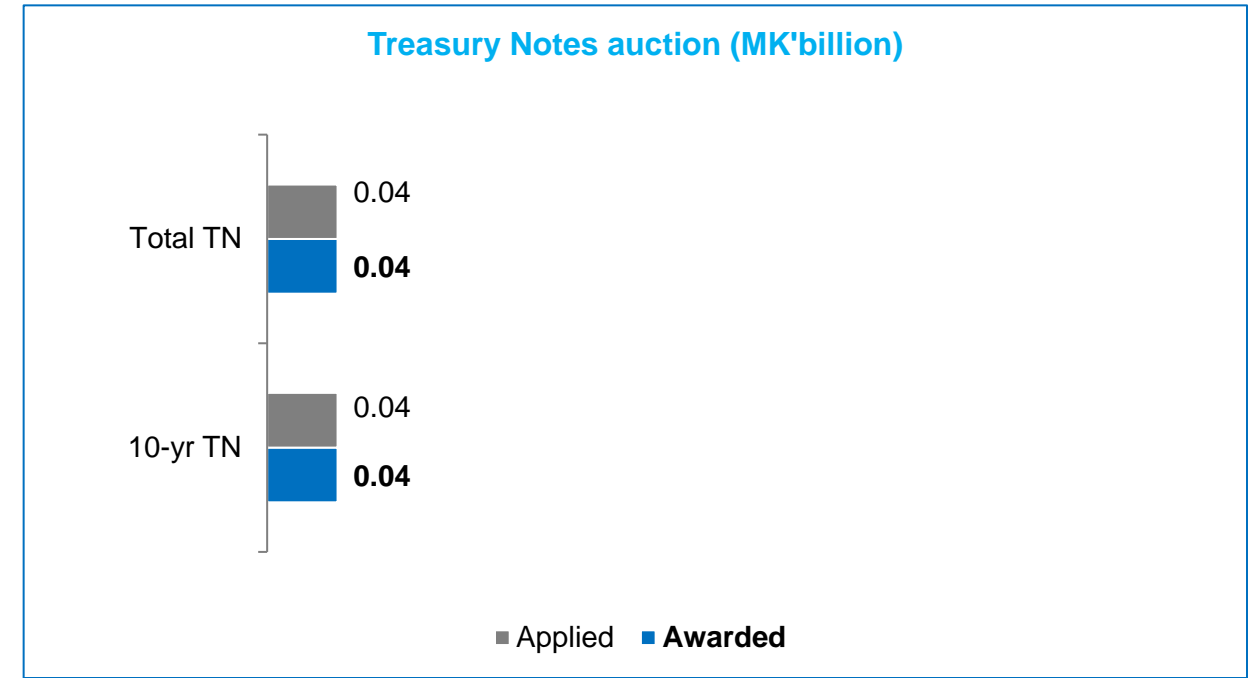 Treasury Notes auction (MK'billion)
0.04
Total TN
0.04
0.04
10-yr TN
0.04
Applied Awarded